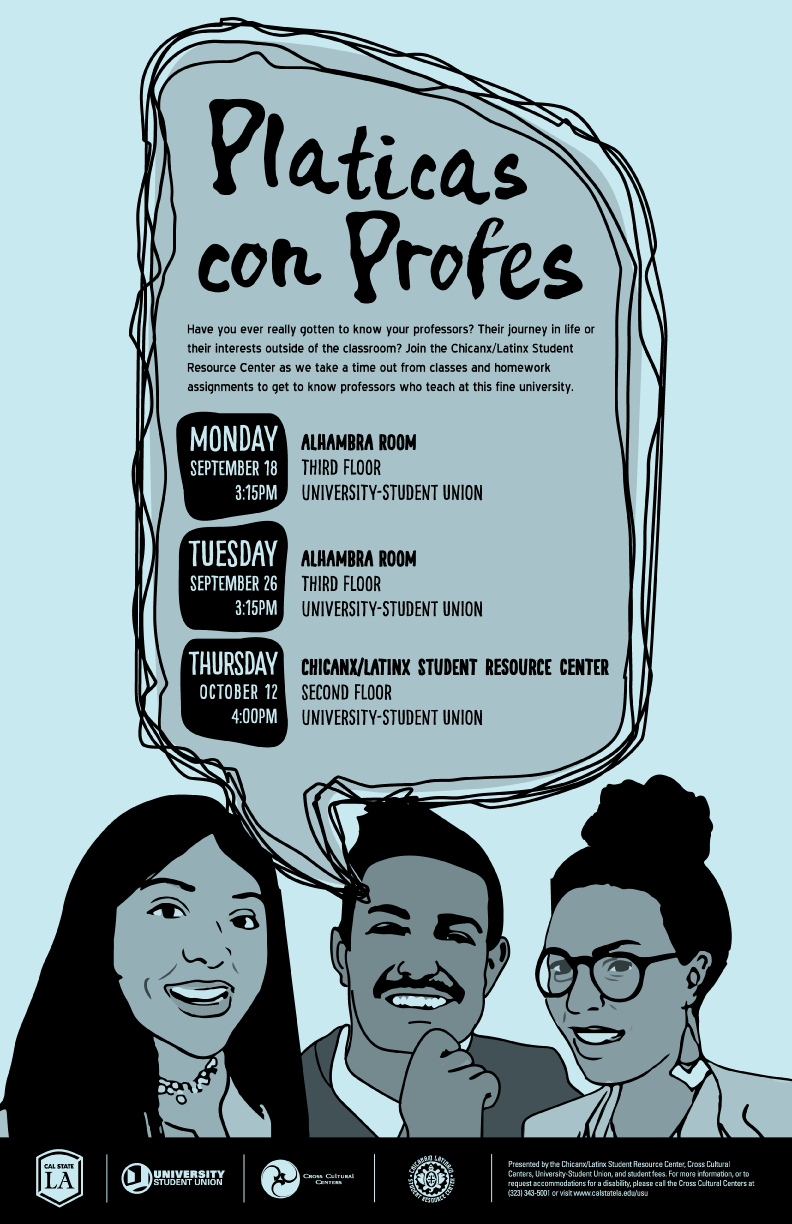 Platicas
con Profes
Have you ever really gotten to know your professors? Their journey in life or
their interests outside of the classroom? Join the Chicanx/Latinx Student
Resource Center as we take a time out from classes and homework
assignments to get to know professors who teach at this fine university.
MONDAY
SEPTEMBER 18
3:15PM
ALHAMBRA ROOM
THIRD FLOOR
UNIVERSITY-STUDENT UNION
TUESDAY
SEPTEMBER 26
3:15PM
ALHAMBRA ROOM
THIRD FLOOR
UNIVERSITY-STUDENT UNION
THURSDAY
OCTOBER 12
4:00PM
CHICANX/LATINX STUDENT RESOURCE CENTER
SECOND FLOOR
UNIVERSITY-STUDENT UNION
CAL STATE
LA
UNIVERSITY
STUDENT UNION
CROSS CULTURAL
CENTERS
CHICANX LATINX
STUDENT RESOURCE CENTER
Presented by the Chicanx/Latinx Student Resource Center, Cross Cultural
Centers, University-Student Union, and student fees. For more information, or to
request accommodations for a disability, please call the Cross Cultural Centers at
(323) 343-5001 or visit www.calstatela.edu/usu